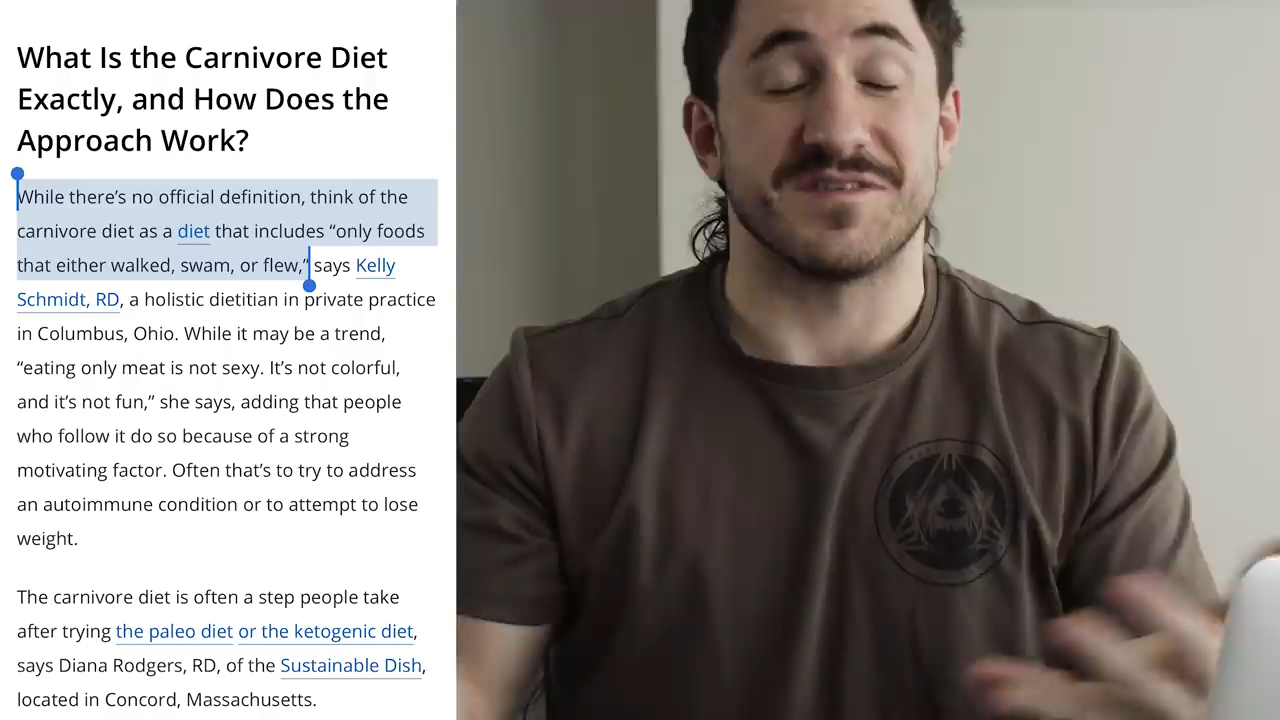 What Is the Carnivore Diet
Exactly, and How Does the
Approach Work?
While there’s no official definition, think of the
carnivore diet as a diet that includes “only foods
that either walked, swam, or flew,” says Kelly
Schmidt, RD, a holistic dietitian in private practice
in Columbus, Ohio. While it may be a trend,
“eating only meat is not sexy. It’s not colorful,
and it’s not fun,” she says, adding that people
who follow it do so because of a strong
motivating factor. Often that’s to try to address
an autoimmune condition or to attempt to lose
weight.
The carnivore diet is often a step people take
after trying the paleo diet or the ketogenic diet,
says Diana Rodgers, RD, of the Sustainable Dish,
located in Concord, Massachusetts.